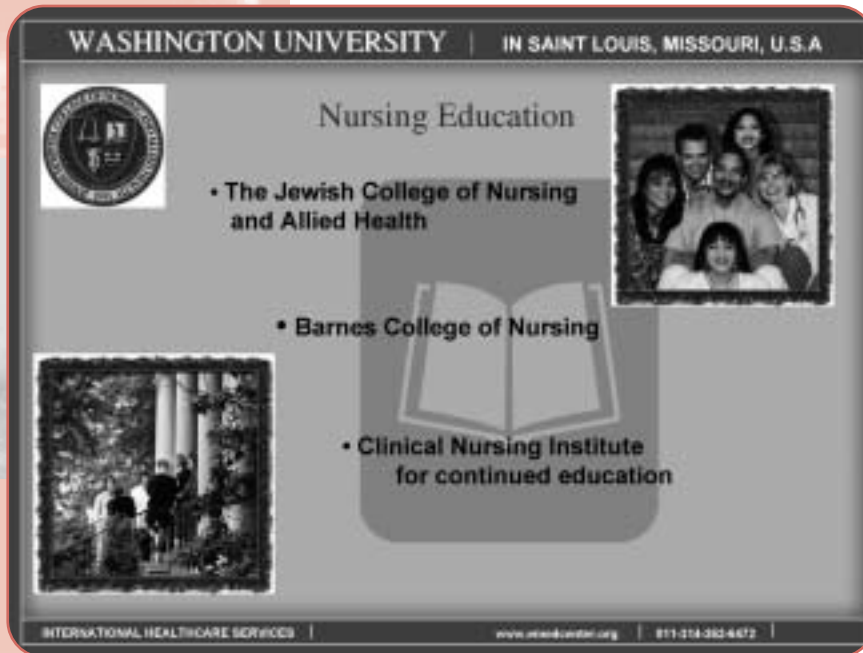 WASHINGTON UNIVERSITY | IN SAINT LOUIS, MISSOURI, U.S.A
Nursing Education
• The Jewish College of Nursing
and Allied Health
• Barnes College of Nursing
• Clinical Nursing Institute
for continued education
INTERNATIONAL HEALTHCARE SERVICES |